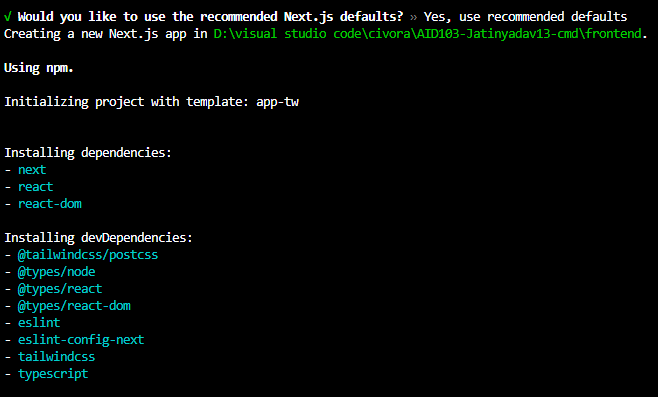 √ Would you like to use the recommended Next.js defaults? » Yes, use recommended defaults
Creating a new Next.js app in D:\visual studio code\civora\AID103-Jatinyadav13-cmd\frontend.
Using npm.
Initializing project with template: app-tw
Installing dependencies:
- next
- react
- react-dom
Installing devDependencies:
- @tailwindcss/postcss
- @types/node
- @types/react
- @types/react-dom
- eslint
- eslint-config-next
- tailwindcss
- typescript